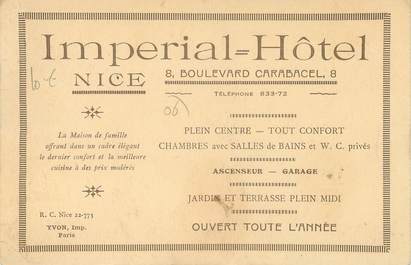 Imperial=Hôtel
NICE
8, BOULEVARD CARABACEL, 8
TÉLÉPHONE 833-72
La Maison de famille
offrant dans un cadre élégant
le dernier confort et la meilleure
cuisine à des prix modérés
R. C. Nice 22-773
YVON, Imp.
Paris
PLEIN CENTRE — TOUT CONFORT
CHAMBRES avec SALLES de BAINS et W. C. privés
ASCENSEUR — GARAGE
JARDIN ET TERRASSE PLEIN MIDI
OUVERT TOUTE L'ANNÉE